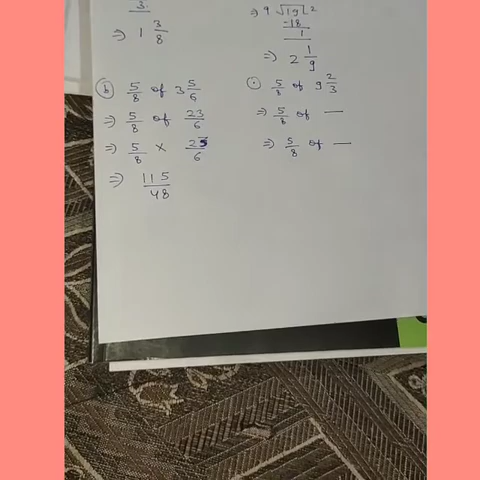 3
⇒ 1 3/8
⇒ 9 √19 2
-18
1
⇒ 2 1/9
(b) 5/8 of 3 5/6
⇒ 5/8 of 23/6
⇒ 5/8 × 23/6
⇒ 115/48
5/8 of 9 2/3
⇒ 5/8 of —
⇒ 5/8 of —